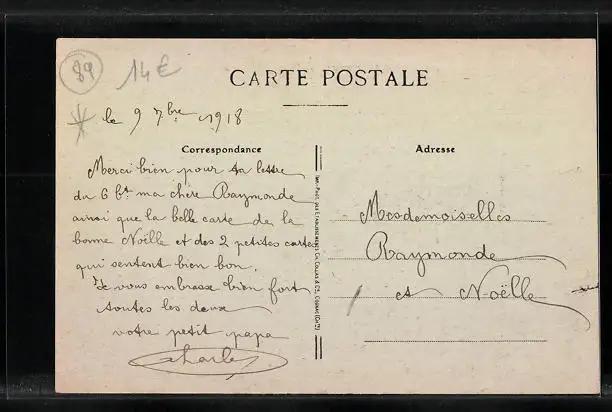 89
14€
CARTE POSTALE
le 9 7bre 1918
Correspondance
Adresse
Merci bien pour ta lettre
du 6 ct ma chère Raymonde
ainsi que la belle carte de la
bonne Noëlle et des 2 petites cartes
qui sentent bien bon.
Je vous embrasse bien fort
toutes les deux
votre petit papa
Charles
Mesdemoiselles
Raymonde
et Noëlle